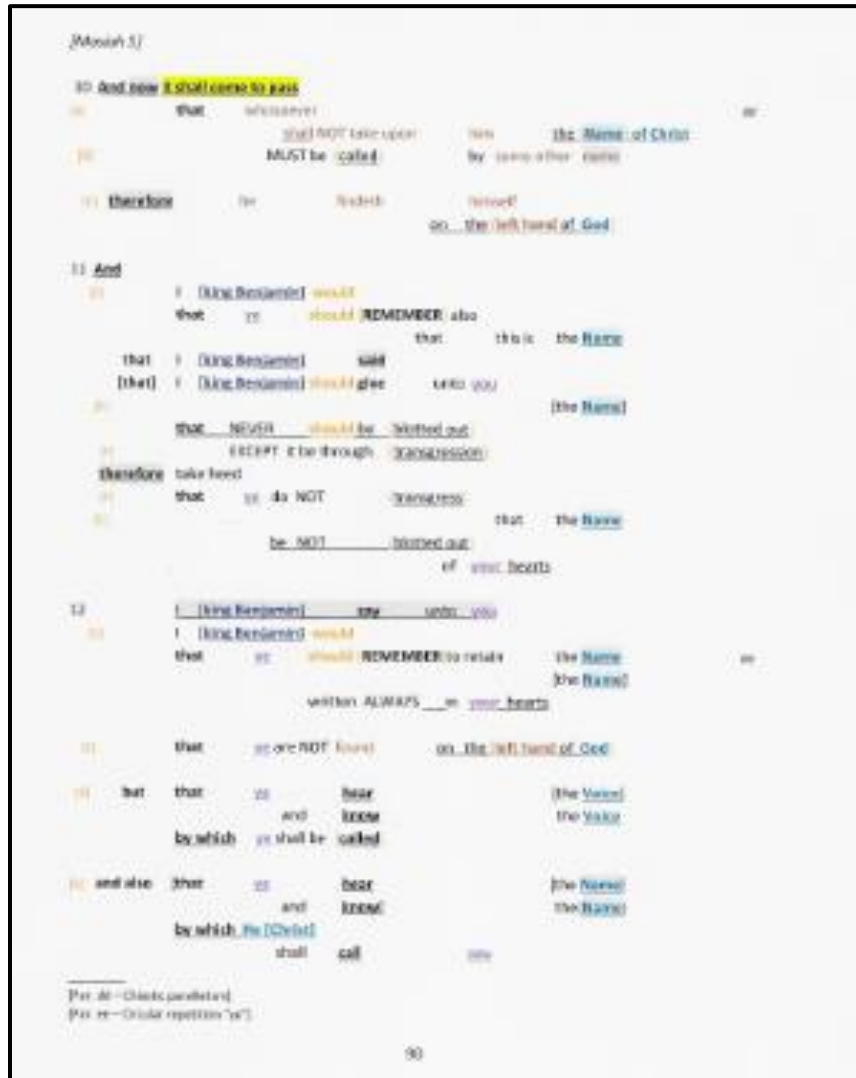 [Mosiah 5]
10 And now it shall come to pass
that whosoever
shall NOT take upon him the Name of Christ
MUST be called by some other name
therefore he findeth himself
on the left hand of God
11 And
I [king Benjamin] would
that ye should REMEMBER also
that this is the Name
that I [king Benjamin] said
[that] I [king Benjamin] should give unto you
[the Name]
that NEVER should be blotted out
EXCEPT it be through transgression
therefore take heed
that ye do NOT transgress
that the Name
be NOT blotted out
of your hearts
12 I [king Benjamin] say unto you
I [king Benjamin] would
that ye should REMEMBER to retain the Name
[the Name]
written ALWAYS in your hearts
that ye are NOT found on the left hand of God
but that ye hear [the Voice]
and know the Voice
by which ye shall be called
and also [that ye hear [the Name]
and know] the Name
by which He [Christ]
shall call you
90